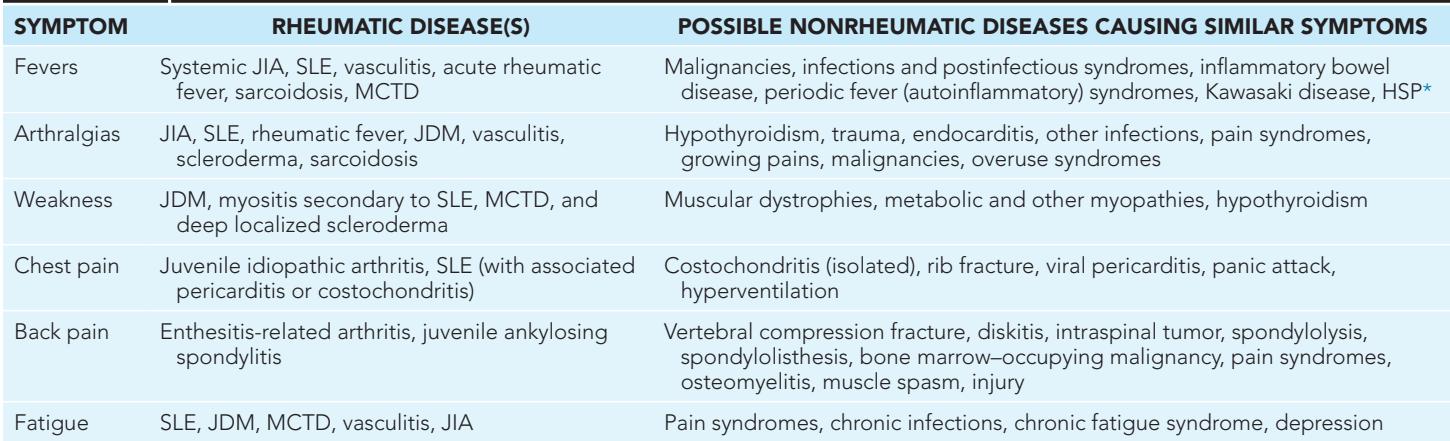 SYMPTOM RHEUMATIC DISEASE(S) POSSIBLE NONRHEUMATIC DISEASES CAUSING SIMILAR SYMPTOMS
Fevers Systemic JIA, SLE, vasculitis, acute rheumatic Malignancies, infections and postinfectious syndromes, inflammatory bowel
fever, sarcoidosis, MCTD disease, periodic fever (autoinflammatory) syndromes, Kawasaki disease, HSP*
Arthralgias JIA, SLE, rheumatic fever, JDM, vasculitis, Hypothyroidism, trauma, endocarditis, other infections, pain syndromes,
scleroderma, sarcoidosis growing pains, malignancies, overuse syndromes
Weakness JDM, myositis secondary to SLE, MCTD, and Muscular dystrophies, metabolic and other myopathies, hypothyroidism
deep localized scleroderma
Chest pain Juvenile idiopathic arthritis, SLE (with associated Costochondritis (isolated), rib fracture, viral pericarditis, panic attack,
pericarditis or costochondritis) hyperventilation
Back pain Enthesitis-related arthritis, juvenile ankylosing Vertebral compression fracture, diskitis, intraspinal tumor, spondylolysis,
spondylitis spondylolisthesis, bone marrow–occupying malignancy, pain syndromes,
osteomyelitis, muscle spasm, injury
Fatigue SLE, JDM, MCTD, vasculitis, JIA Pain syndromes, chronic infections, chronic fatigue syndrome, depression